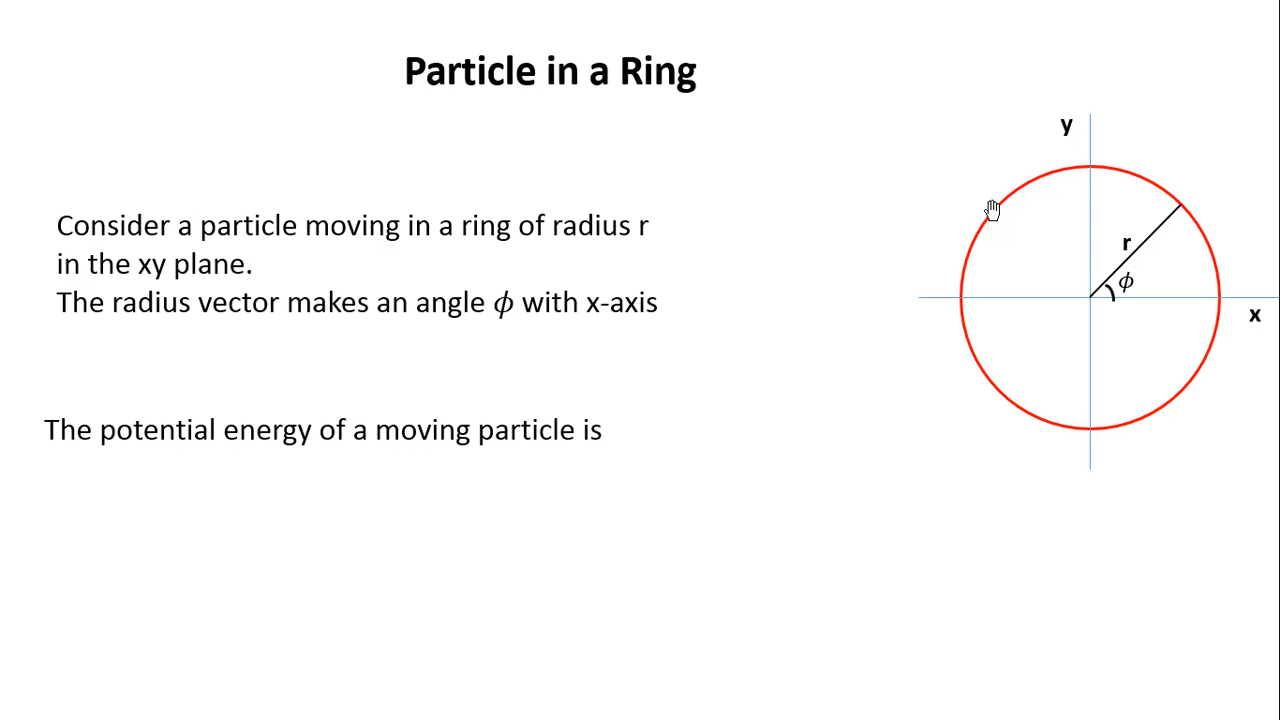 Particle in a Ring
y
Consider a particle moving in a ring of radius r
in the xy plane.
The radius vector makes an angle ϕ with x-axis
r
ϕ
x
The potential energy of a moving particle is